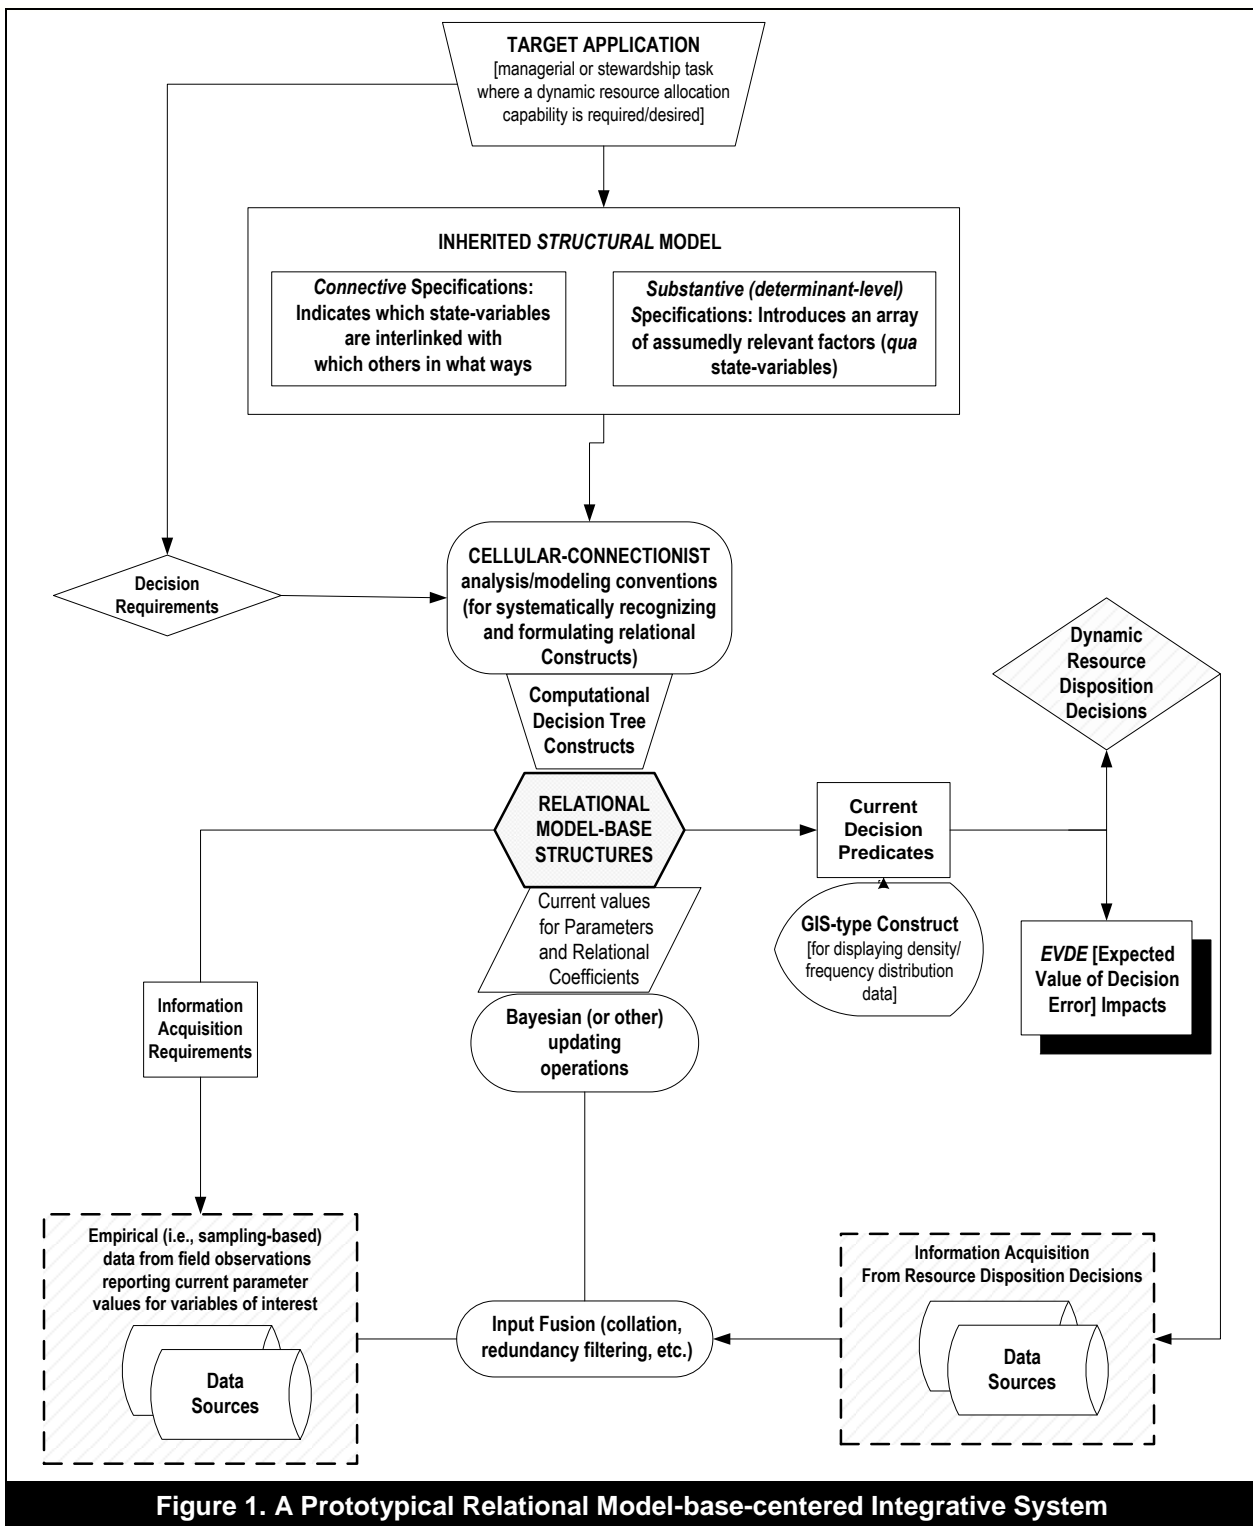 TARGET APPLICATION
[managerial or stewardship task
where a dynamic resource allocation
capability is required/desired]
INHERITED STRUCTURAL MODEL
Connective Specifications:
Indicates which state-variables
are interlinked with
which others in what ways
Substantive (determinant-level)
Specifications: Introduces an array
of assumedly relevant factors (qua
state-variables)
CELLULAR-CONNECTIONIST
analysis/modeling conventions
(for systematically recognizing
and formulating relational
Constructs)
Decision
Requirements
Dynamic
Resource
Disposition
Decisions
Computational
Decision Tree
Constructs
RELATIONAL
MODEL-BASE
STRUCTURES
Current
Decision
Predicates
Current values
for Parameters
and Relational
Coefficients
GIS-type Construct
[for displaying density/
frequency distribution
data]
EVDE [Expected
Value of Decision
Error] Impacts
Information
Acquisition
Requirements
Bayesian (or other)
updating
operations
Empirical (i.e., sampling-based)
data from field observations
reporting current parameter
values for variables of interest
Data
Sources
Input Fusion (collation,
redundancy filtering, etc.)
Information Acquisition
From Resource Disposition Decisions
Data
Sources
Figure 1. A Prototypical Relational Model-base-centered Integrative System